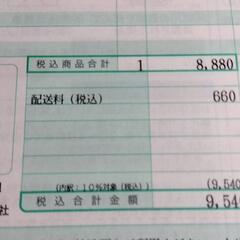 税込商品合計 1 8,880
配送料（税込） 660
（内訳：10％対象（税込）） (9,540
税込合計金額 9,540
社